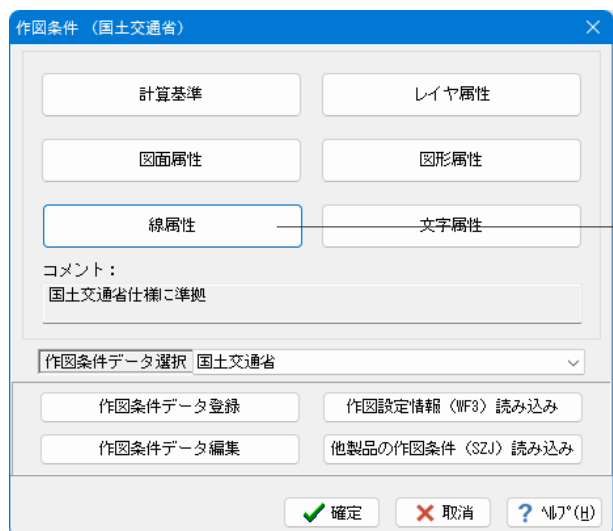 作図条件 （国土交通省）
計算基準 レイヤ属性
図面属性 図形属性
線属性 文字属性
コメント：
国土交通省仕様に準拠
作図条件データ選択 国土交通省
作図条件データ登録 作図設定情報（WF3）読み込み
作図条件データ編集 他製品の作図条件（SZJ）読み込み
確定 取消 ? ﾍﾙﾌﾟ(H)